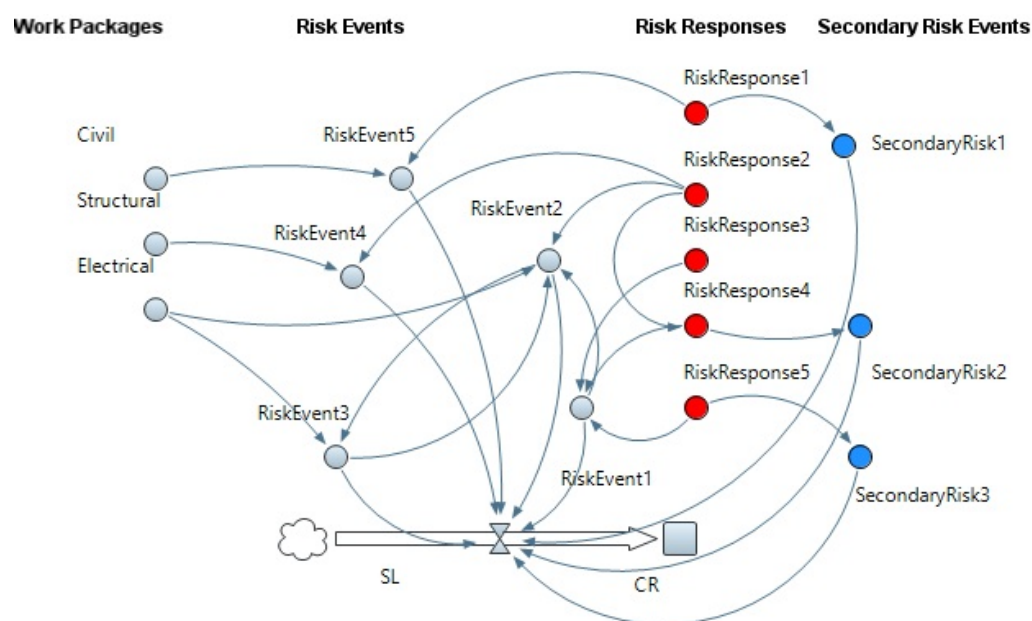 Work Packages Risk Events Risk Responses Secondary Risk Events
RiskResponse1
Civil RiskEvent5 SecondaryRisk1
RiskResponse2
Structural
RiskEvent2
RiskResponse3
RiskEvent4
Electrical
RiskResponse4
RiskResponse5 SecondaryRisk2
RiskEvent3
RiskEvent1
SecondaryRisk3
SL CR